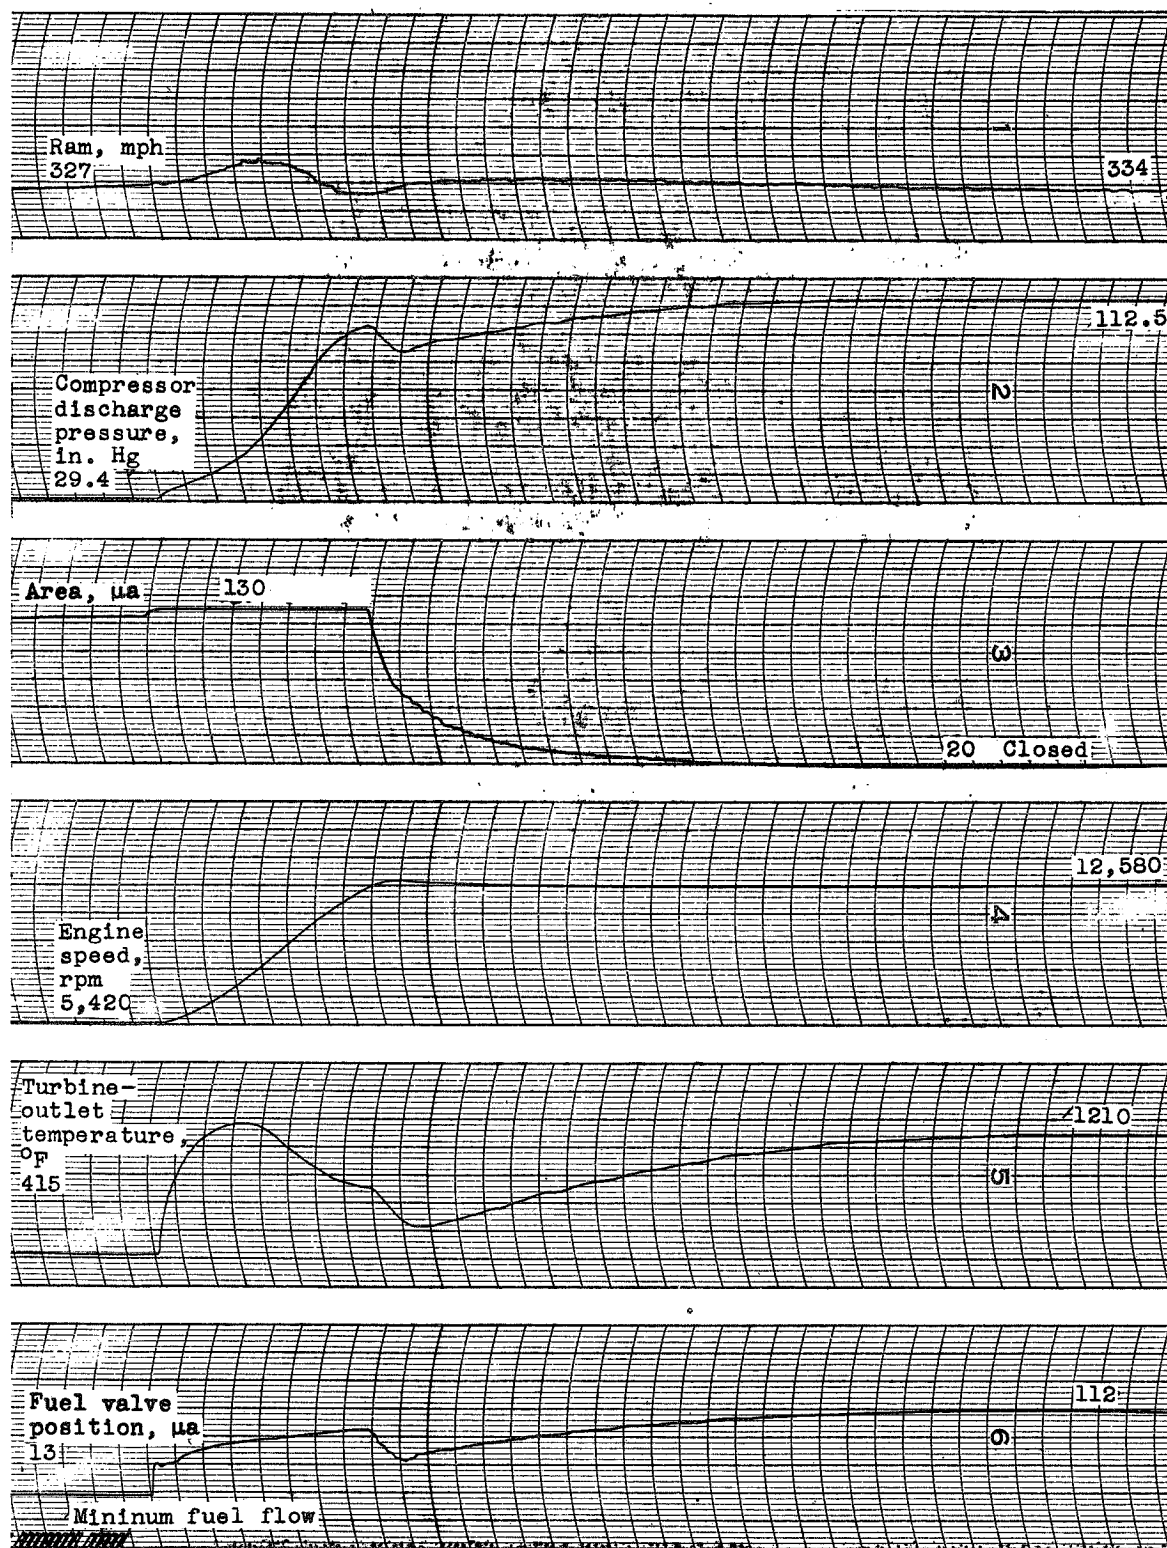 Ram, mph
327
334
1
112.5
Compressor
discharge
pressure,
in. Hg
29.4
2
Area, µa
130
3
20 Closed
12,580
4
Engine
speed,
rpm
5,420
Turbine-
outlet
temperature,
°F
415
1210
5
112
Fuel valve
position, µa
13
6
Mininum fuel flow